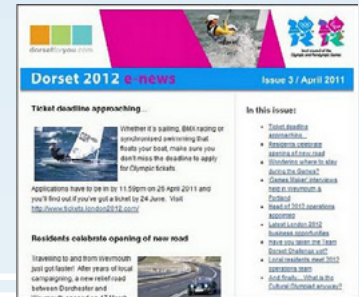 dorsetforyou.com
Dorset 2012 e-news
Issue 3 / April 2011
Ticket deadline approaching...
Whether it's sailing, BMX racing or
synchronised swimming that
floats your boat, make sure you
don't miss the deadline to apply
for Olympic tickets.
Applications have to be in by 11.59pm on 26 April 2011 and
you'll find out if you've got a ticket by 24 June. Visit
http://www.tickets.london2012.com/
Residents celebrate opening of new road
Travelling to and from Weymouth
just got faster! After years of local
campaigning, a new relief road
between Dorchester and
In this issue:
Ticket deadline
approaching...
Residents celebrate
opening of new road
Wondering where to stay
during the Games?
Games Maker interviews
held in Weymouth &
Portland
Head of 2012 operations
appointed
Latest London 2012
business opportunities
Have you taken the Team
Dorset Challenge yet?
Local residents meet 2012
operations team
And finally... What is the
Cultural Olympiad anyway?